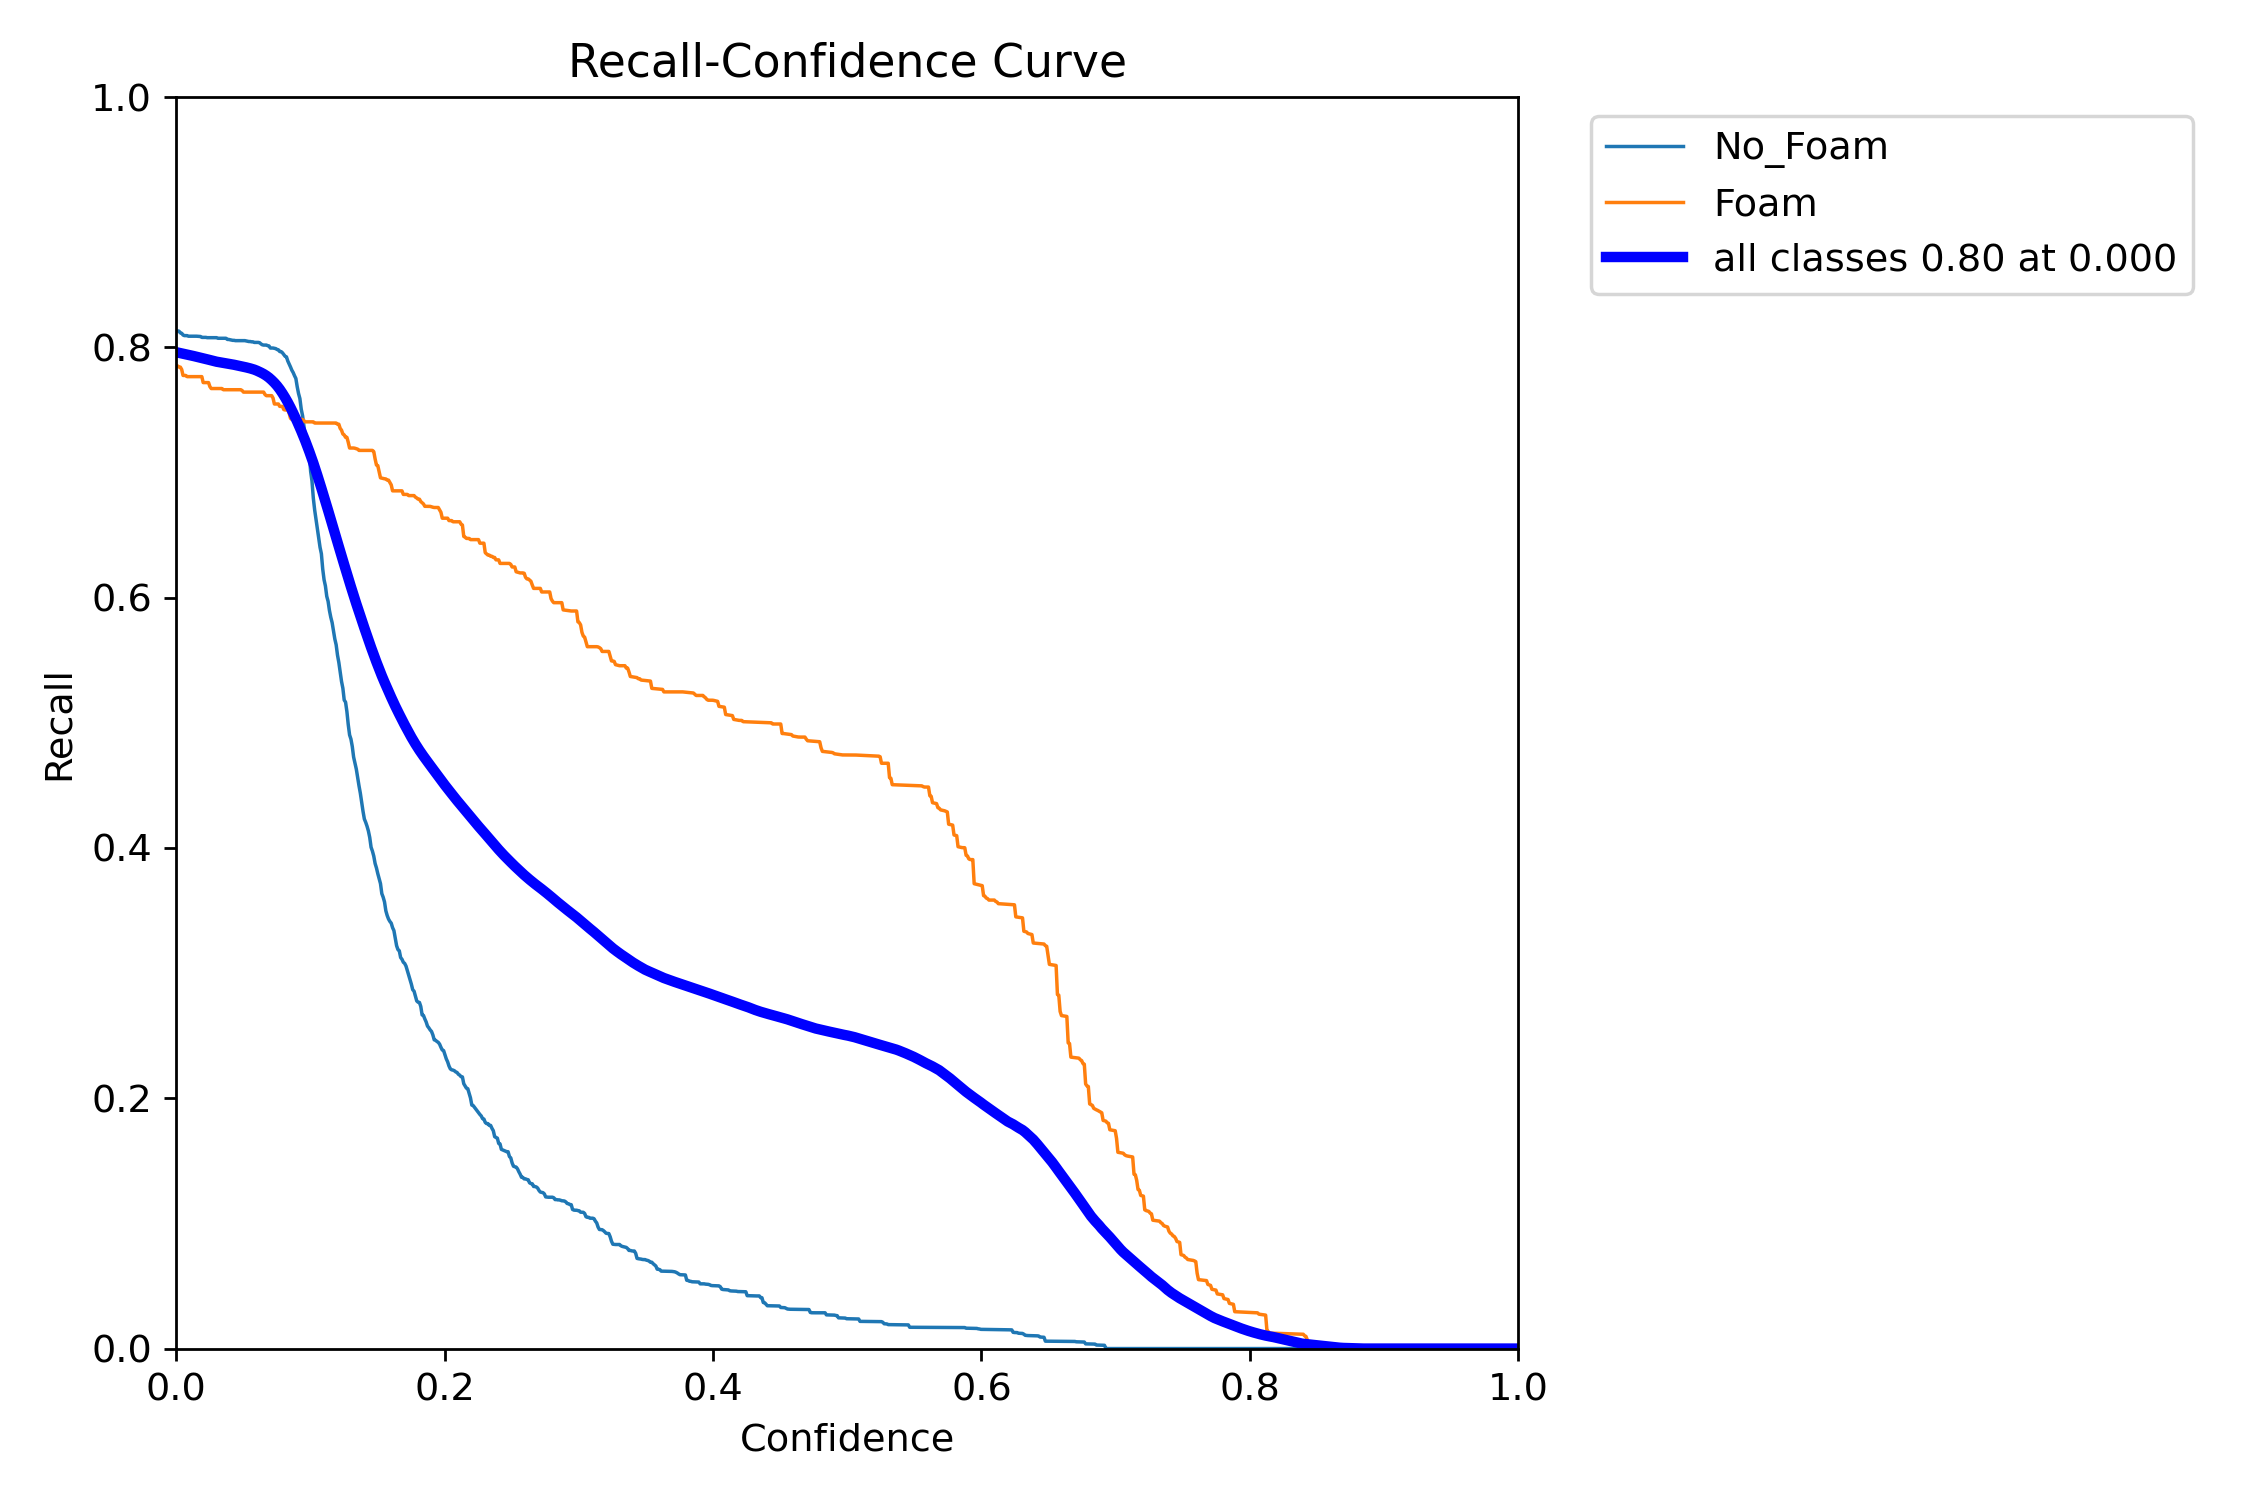 Recall-Confidence Curve
1.0
0.8
0.6
0.4
0.2
0.0
Recall
0.0 0.2 0.4 0.6 0.8 1.0
Confidence
No_Foam
Foam
all classes 0.80 at 0.000